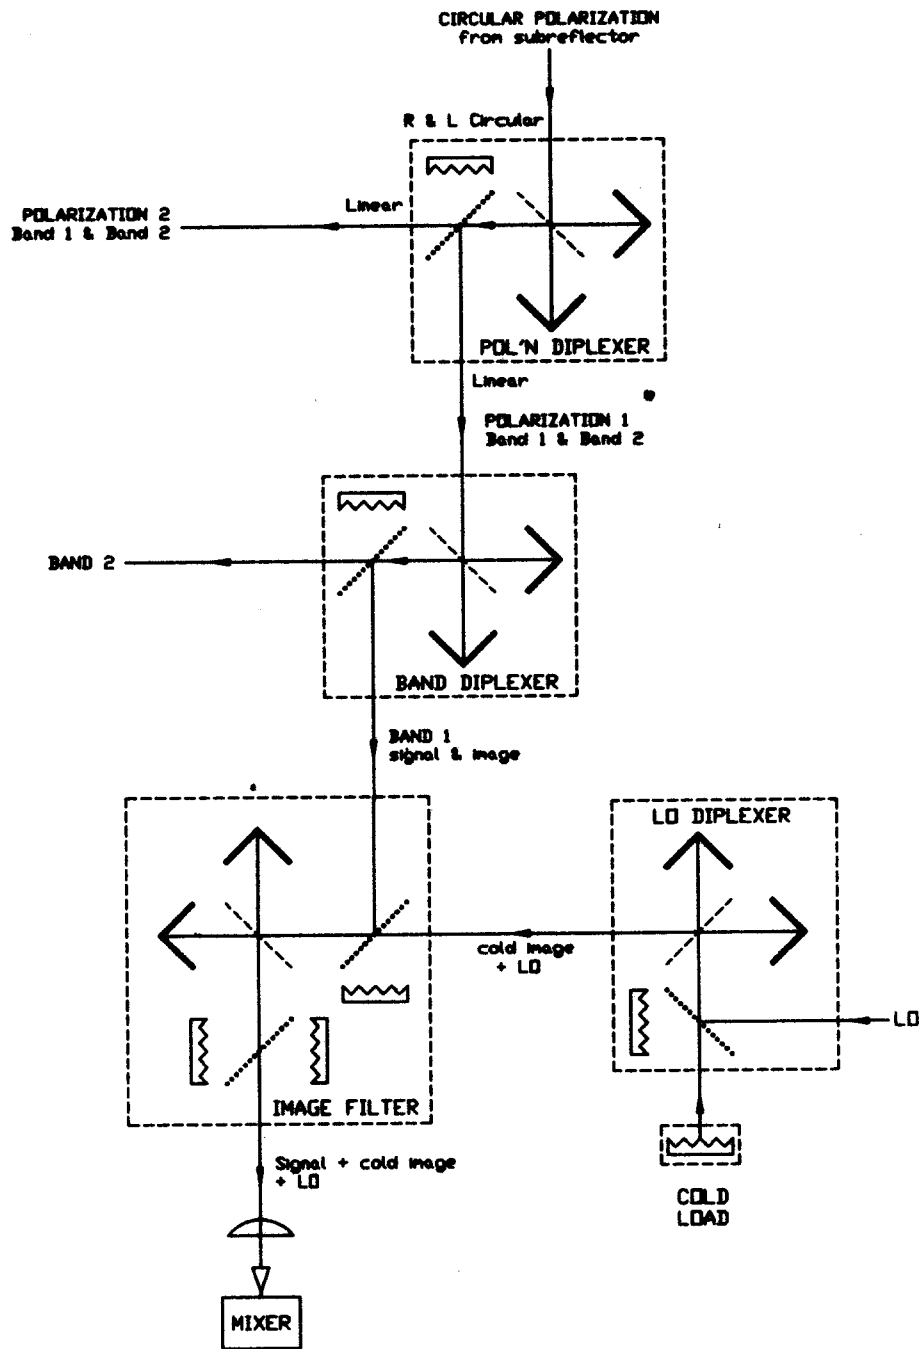 CIRCULAR POLARIZATION
from subreflector
R & L Circular
Linear
POLARIZATION 2
Band 1 & Band 2
POL'N DIPLEXER
Linear
POLARIZATION 1
Band 1 & Band 2
BAND 2
BAND DIPLEXER
BAND 1
signal & image
LO DIPLEXER
cold image
+ LO
LO
IMAGE FILTER
Signal + cold image
+ LO
COLD
LOAD
MIXER